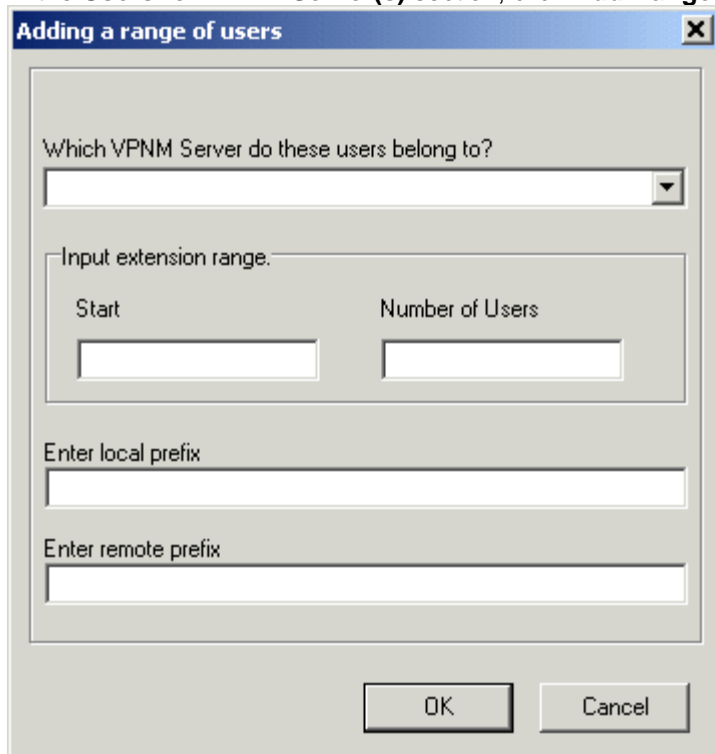 Adding a range of users
Which VPNM Server do these users belong to?
Input extension range.
Start Number of Users
Enter local prefix
Enter remote prefix
OK Cancel